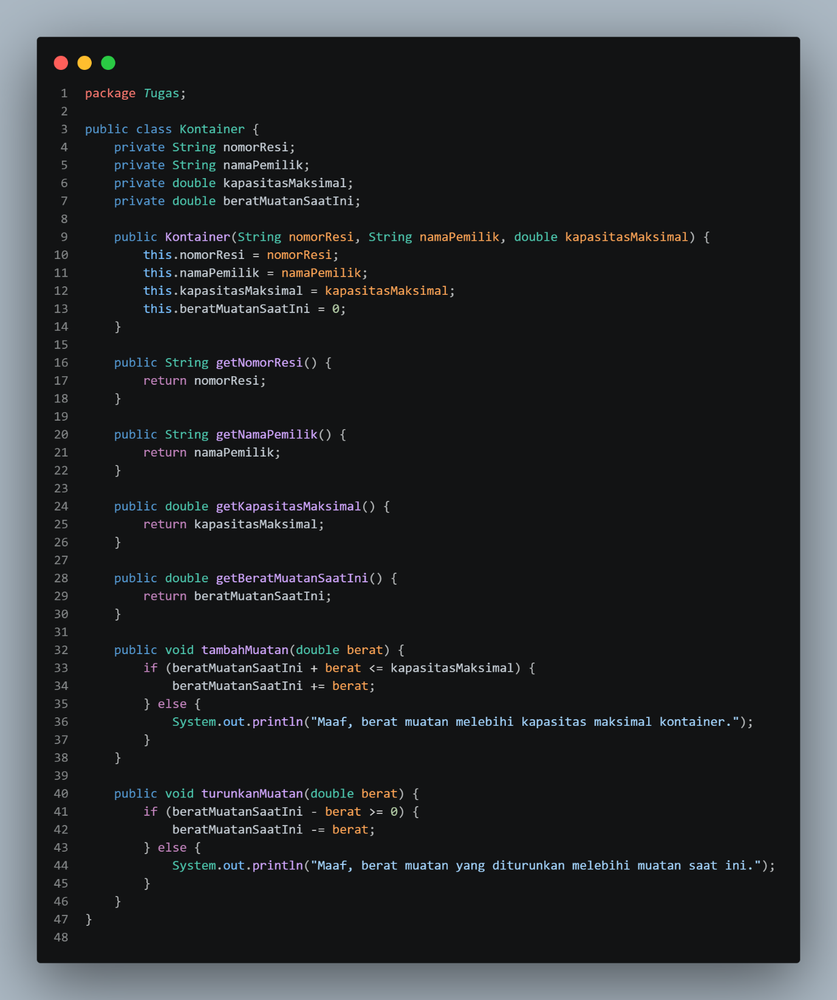 1 package Tugas;
2
3 public class Kontainer {
4     private String nomorResi;
5     private String namaPemilik;
6     private double kapasitasMaksimal;
7     private double beratMuatanSaatIni;
8
9     public Kontainer(String nomorResi, String namaPemilik, double kapasitasMaksimal) {
10         this.nomorResi = nomorResi;
11         this.namaPemilik = namaPemilik;
12         this.kapasitasMaksimal = kapasitasMaksimal;
13         this.beratMuatanSaatIni = 0;
14     }
15
16     public String getNomorResi() {
17         return nomorResi;
18     }
19
20     public String getNamaPemilik() {
21         return namaPemilik;
22     }
23
24     public double getKapasitasMaksimal() {
25         return kapasitasMaksimal;
26     }
27
28     public double getBeratMuatanSaatIni() {
29         return beratMuatanSaatIni;
30     }
31
32     public void tambahMuatan(double berat) {
33         if (beratMuatanSaatIni + berat <= kapasitasMaksimal) {
34             beratMuatanSaatIni += berat;
35         } else {
36             System.out.println("Maaf, berat muatan melebihi kapasitas maksimal kontainer.");
37         }
38     }
39
40     public void turunkanMuatan(double berat) {
41         if (beratMuatanSaatIni - berat >= 0) {
42             beratMuatanSaatIni -= berat;
43         } else {
44             System.out.println("Maaf, berat muatan yang diturunkan melebihi muatan saat ini.");
45         }
46     }
47 }
48